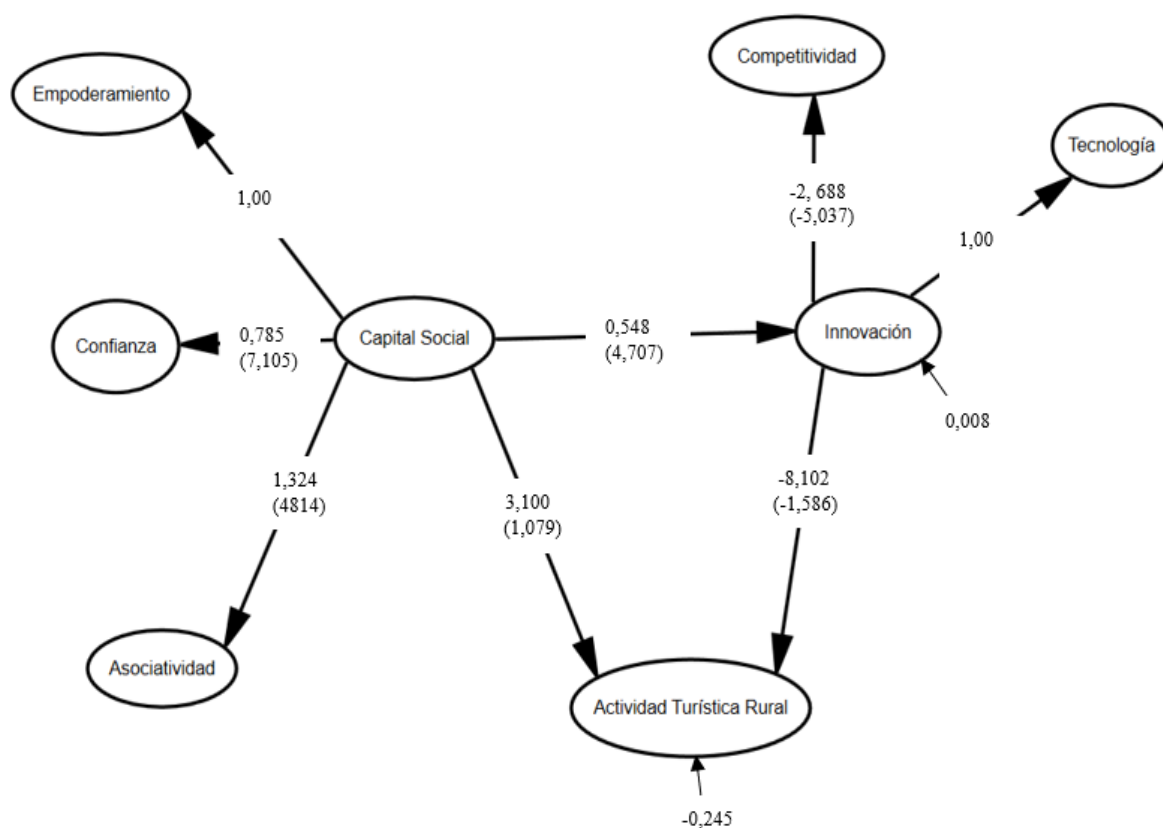 Competitividad
Empoderamiento
Tecnología
-2, 688
(-5,037)
1,00
1,00
Confianza
0,785
(7,105)
Capital Social
0,548
(4,707)
Innovación
0,008
1,324
(4814)
3,100
(1,079)
-8,102
(-1,586)
Asociatividad
Actividad Turística Rural
-0,245